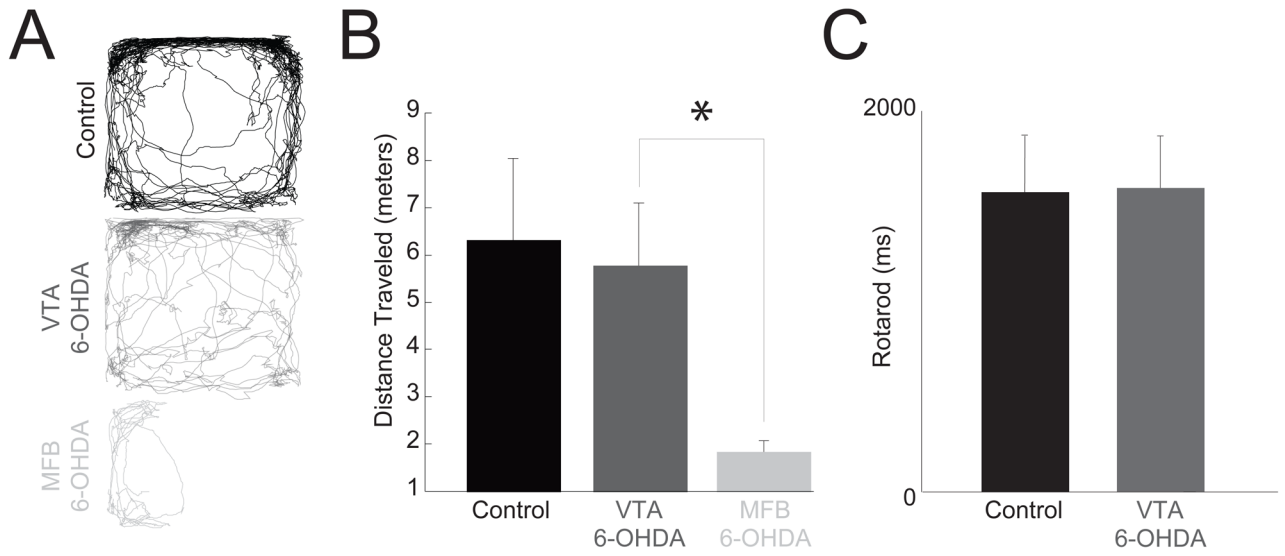 A
Control
VTA
6-OHDA
MFB
6-OHDA
B
Distance Traveled (meters)
9
8
7
6
5
4
3
2
1
*
Control
VTA
6-OHDA
MFB
6-OHDA
C
Rotarod (ms)
2000
0
Control
VTA
6-OHDA